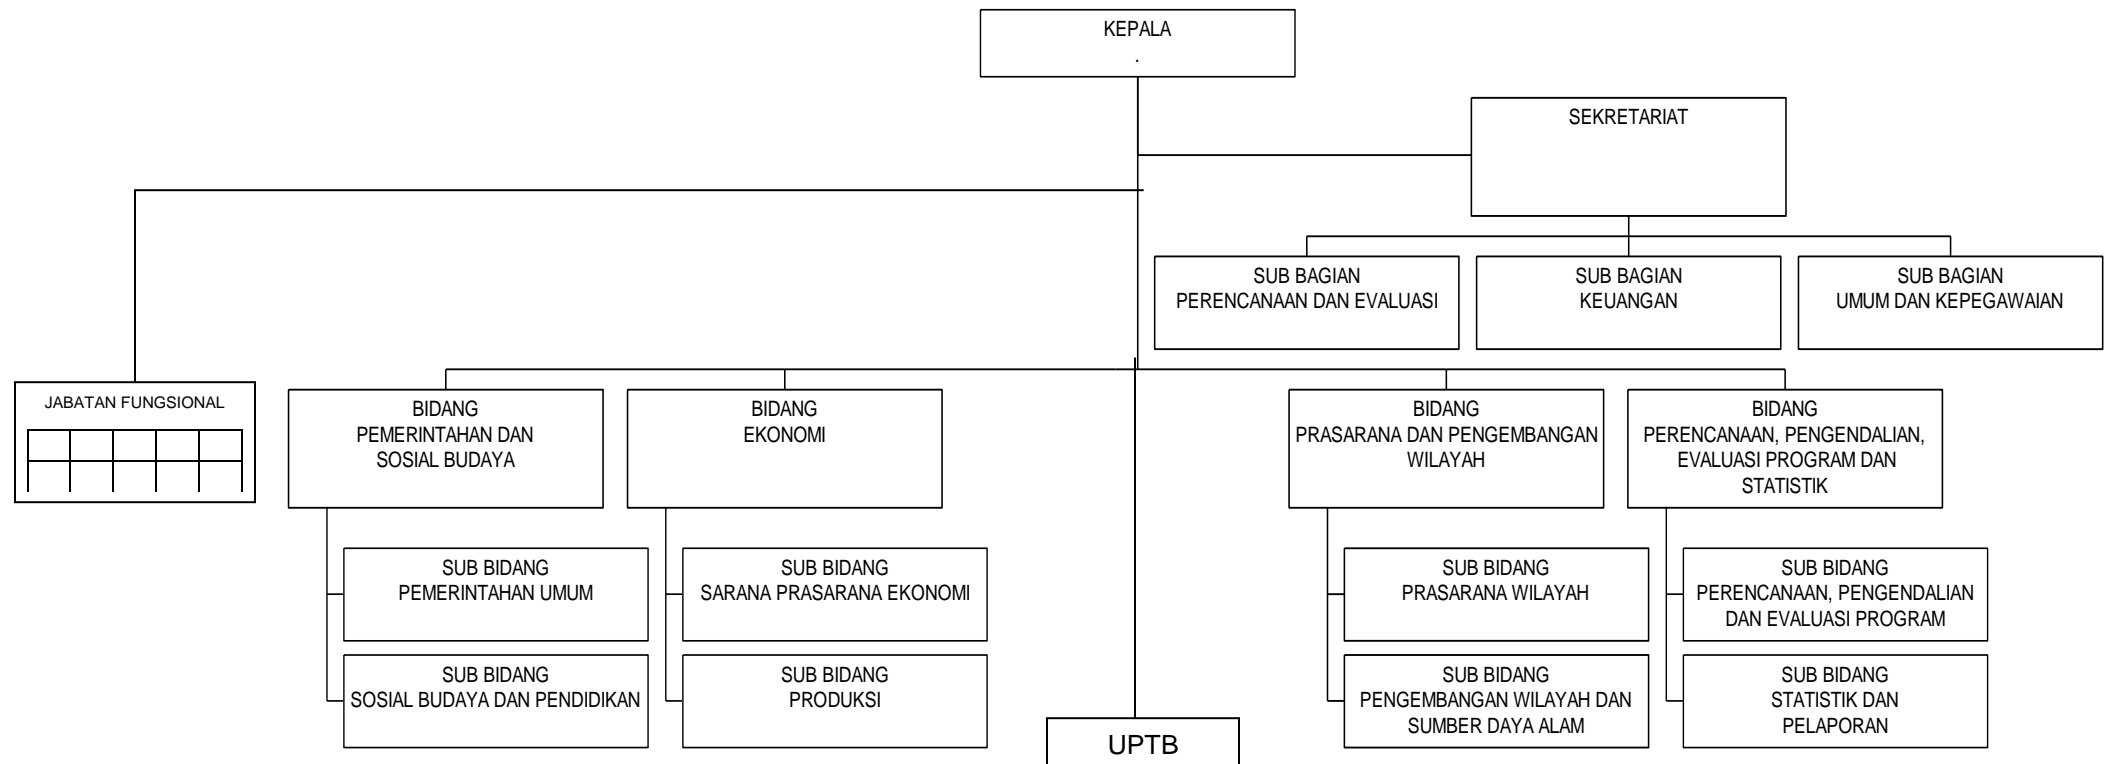 KEPALA
.
SEKRETARIAT
SUB BAGIAN
PERENCANAAN DAN EVALUASI
SUB BAGIAN
KEUANGAN
SUB BAGIAN
UMUM DAN KEPEGAWAIAN
JABATAN FUNGSIONAL
BIDANG
PEMERINTAHAN DAN
SOSIAL BUDAYA
BIDANG
EKONOMI
BIDANG
PRASARANA DAN PENGEMBANGAN
WILAYAH
BIDANG
PERENCANAAN, PENGENDALIAN,
EVALUASI PROGRAM DAN
STATISTIK
SUB BIDANG
PEMERINTAHAN UMUM
SUB BIDANG
SARANA PRASARANA EKONOMI
SUB BIDANG
PRASARANA WILAYAH
SUB BIDANG
PERENCANAAN, PENGENDALIAN
DAN EVALUASI PROGRAM
SUB BIDANG
SOSIAL BUDAYA DAN PENDIDIKAN
SUB BIDANG
PRODUKSI
SUB BIDANG
PENGEMBANGAN WILAYAH DAN
SUMBER DAYA ALAM
SUB BIDANG
STATISTIK DAN
PELAPORAN
UPTB